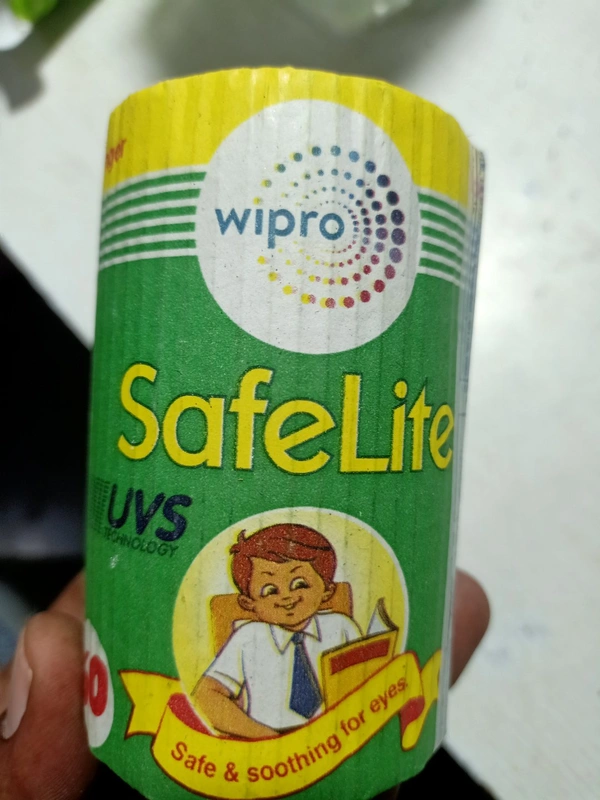 wipro
SafeLite
UVS
TECHNOLOGY
Safe & soothing for eyes